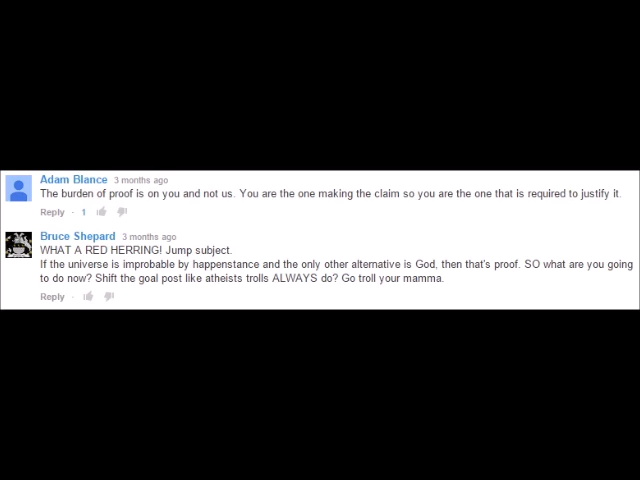 Adam Blance 3 months ago
The burden of proof is on you and not us. You are the one making the claim so you are the one that is required to justify it.
Reply · 1
Bruce Shepard 3 months ago
WHAT A RED HERRING! Jump subject.
If the universe is improbable by happenstance and the only other alternative is God, then that's proof. SO what are you going
to do now? Shift the goal post like atheists trolls ALWAYS do? Go troll your mamma.
Reply ·